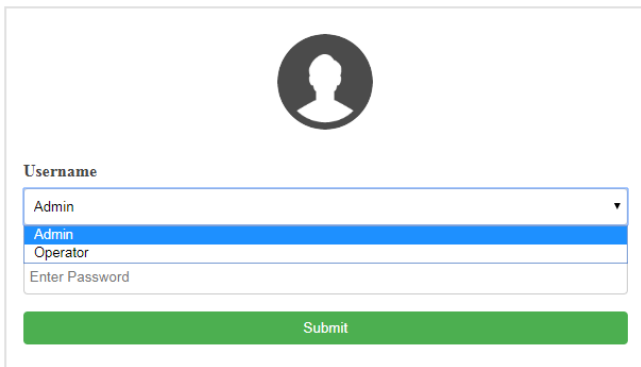 Username
Admin
Admin
Operator
Enter Password
Submit